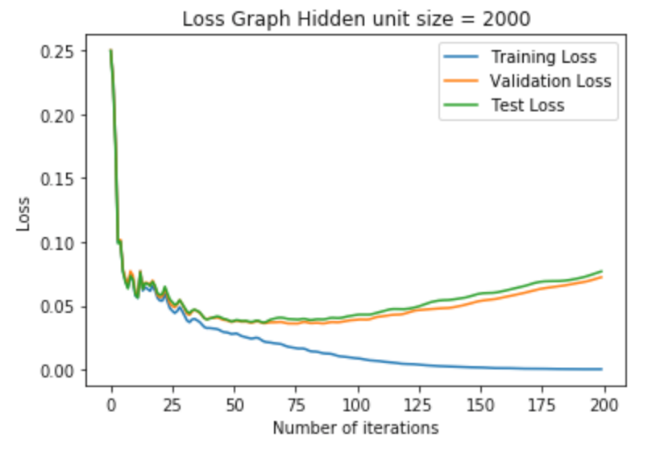 Loss Graph Hidden unit size = 2000
0.25
0.20
0.15
0.10
0.05
0.00
Loss
Training Loss
Validation Loss
Test Loss
0 25 50 75 100 125 150 175 200
Number of iterations